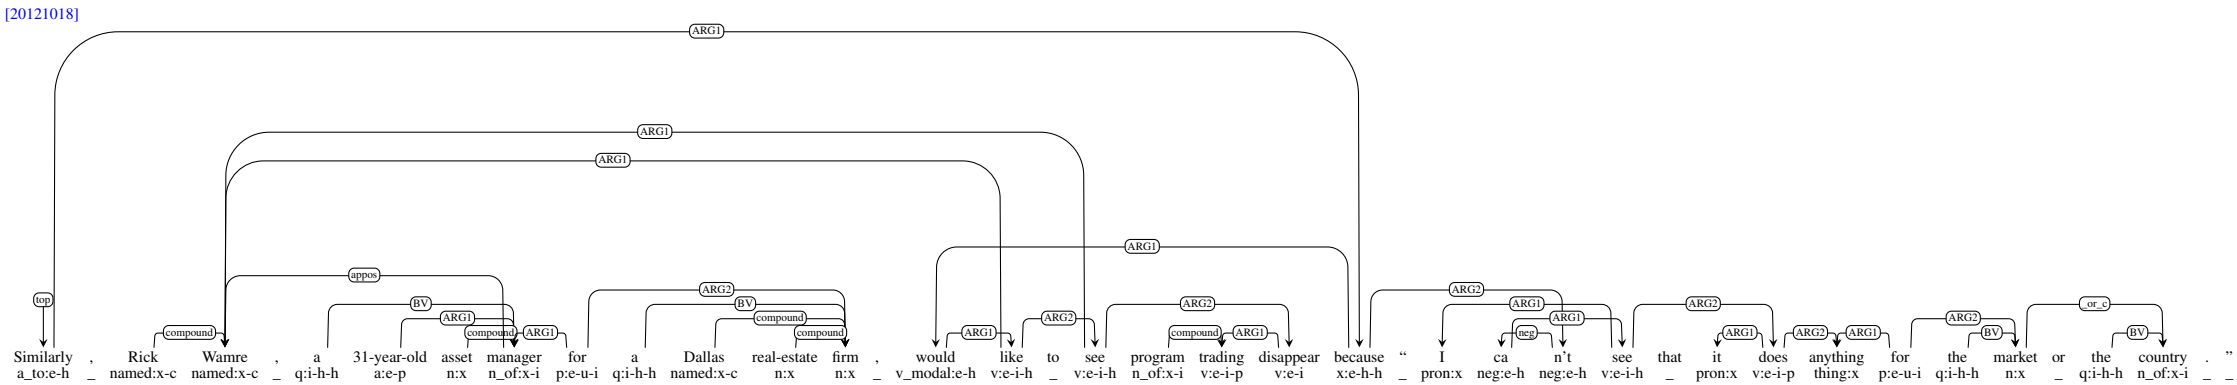 [20121018]
ARG1
ARG1
ARG1
ARG1
appos
ARG2 ARG2
top BV BV ARG1 ARG2 _or_c
ARG1 compound ARG2 ARG1 ARG2
compound compound ARG1 compound ARG1 compound ARG1 neg ARG1 ARG2 ARG1 BV BV
Similarly , Rick Wamre , a 31-year-old asset manager for a Dallas real-estate firm , would like to see program trading disappear because “ I ca n't see that it does anything for the market or the country . ”
a_to:e-h _ named:x-c named:x-c _ q:i-h-h a:e-p n:x n_of:x-i p:e-u-i q:i-h-h named:x-c n:x n:x _ v_modal:e-h v:e-i-h _ v:e-i-h n_of:x-i v:e-i-p v:e-i x:e-h-h _ pron:x neg:e-h neg:e-h v:e-i-h _ pron:x v:e-i-p thing:x p:e-u-i q:i-h-h n:x _ q:i-h-h n_of:x-i _ _